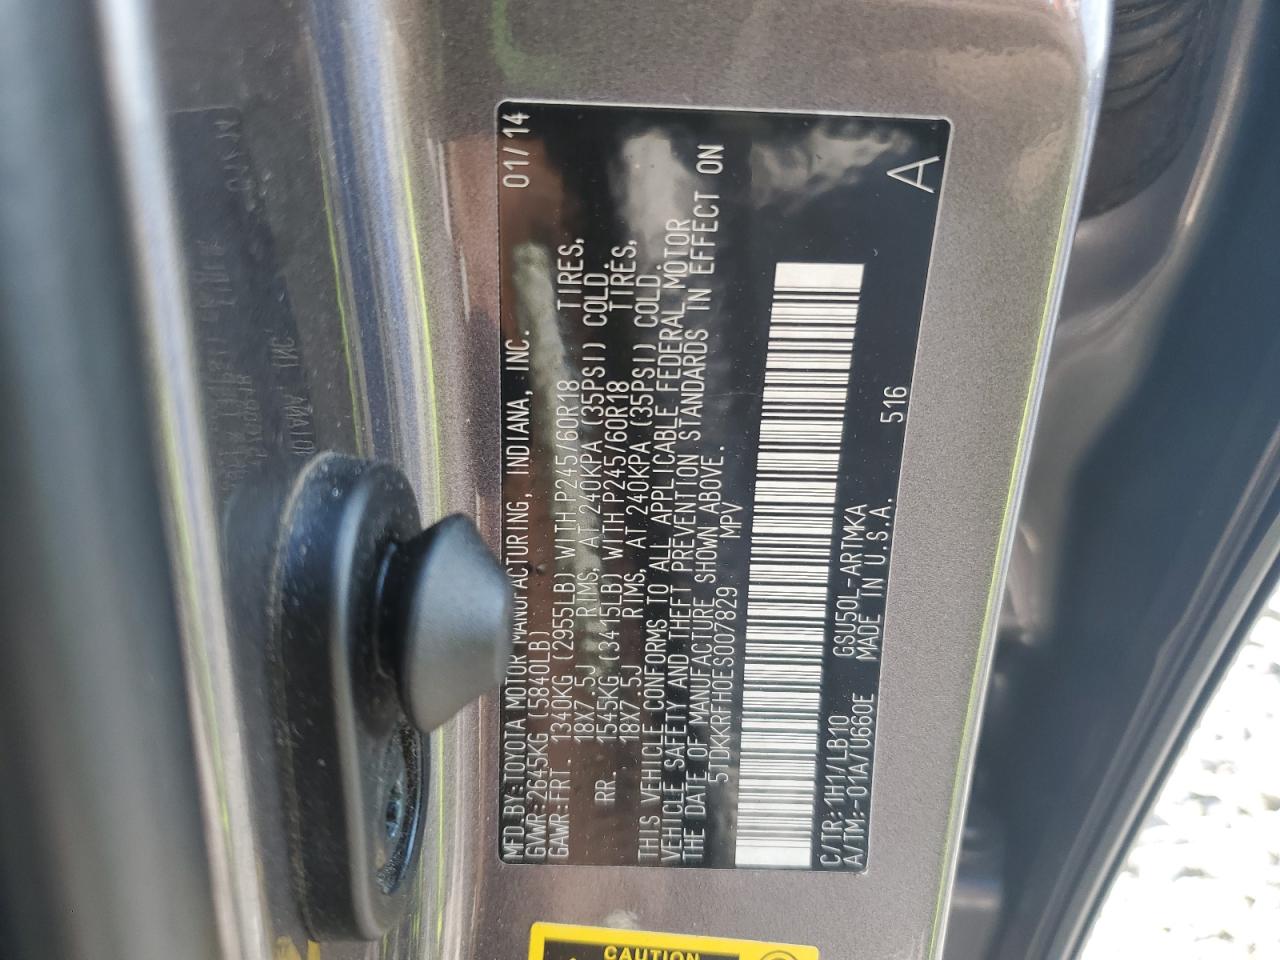 MFD.BY:TOYOTA MOTOR MANUFACTURING, INDIANA, INC. 01/14
GVWR:2645KG (5840LB)
GAWR:FRT. 1340KG (2955LB) WITH P245/60R18 TIRES,
18X7.5J RIMS, AT 240KPA (35PSI) COLD.
RR. 1545KG (3415LB) WITH P245/60R18 TIRES,
18X7.5J RIMS, AT 240KPA (35PSI) COLD.
THIS VEHICLE CONFORMS TO ALL APPLICABLE FEDERAL MOTOR
VEHICLE SAFETY AND THEFT PREVENTION STANDARDS IN EFFECT ON
THE DATE OF MANUFACTURE SHOWN ABOVE.
5TDKKRFH0ES007829 MPV
C/TR:1H1/LB10 GSU50L-ARTMKA 516
A/TM:-01A/U660E MADE IN U.S.A.
A
CAUTION